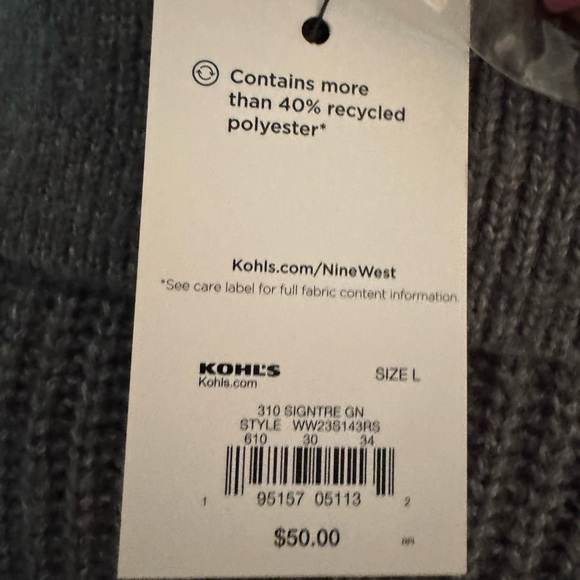 Contains more
than 40% recycled
polyester*
Kohls.com/NineWest
*See care label for full fabric content information.
KOHL'S
SIZE L
Kohls.com
310 SIGNTRE GN
STYLE WW23S143RS
610 30 34
1 95157 05113 2
$50.00